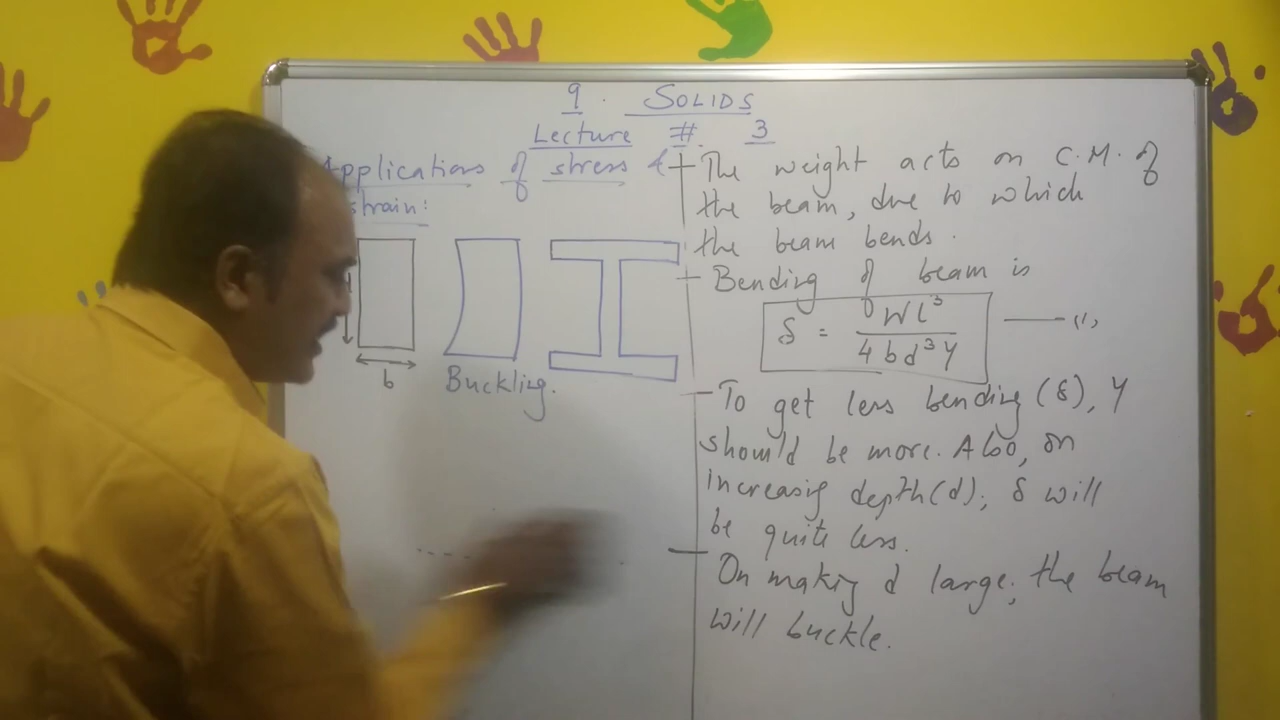 9. SOLIDS
Lecture # 3
Applications of stress &
strain:
b
Buckling.
The weight acts on C.M. of
the beam, due to which
the beam bends.
Bending of beam is
δ = Wl³ / 4bd³Y —— (1)
To get less bending (δ), Y
should be more. Also, on
increasing depth (d), δ will
be quite less.
On making d large, the beam
will buckle.